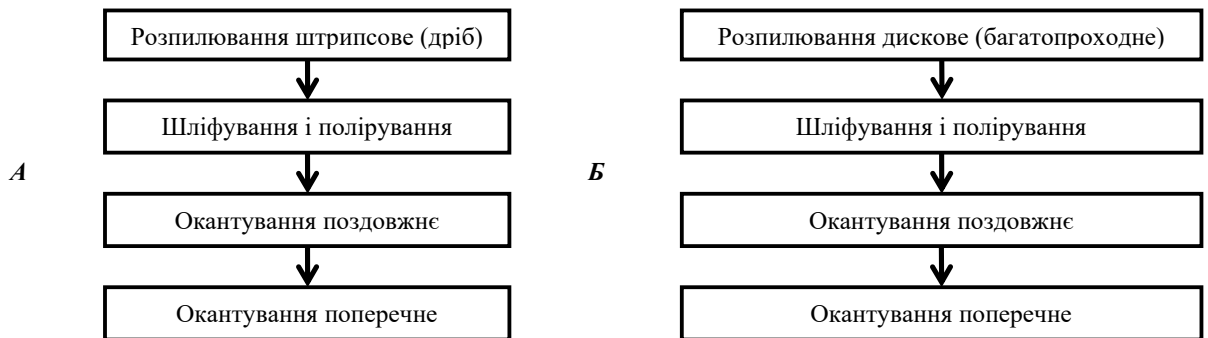 А
Розпилювання штрипсове (дріб)
Шліфування і полірування
Окантування поздовжнє
Окантування поперечне
Б
Розпилювання дискове (багатопроходне)
Шліфування і полірування
Окантування поздовжнє
Окантування поперечне